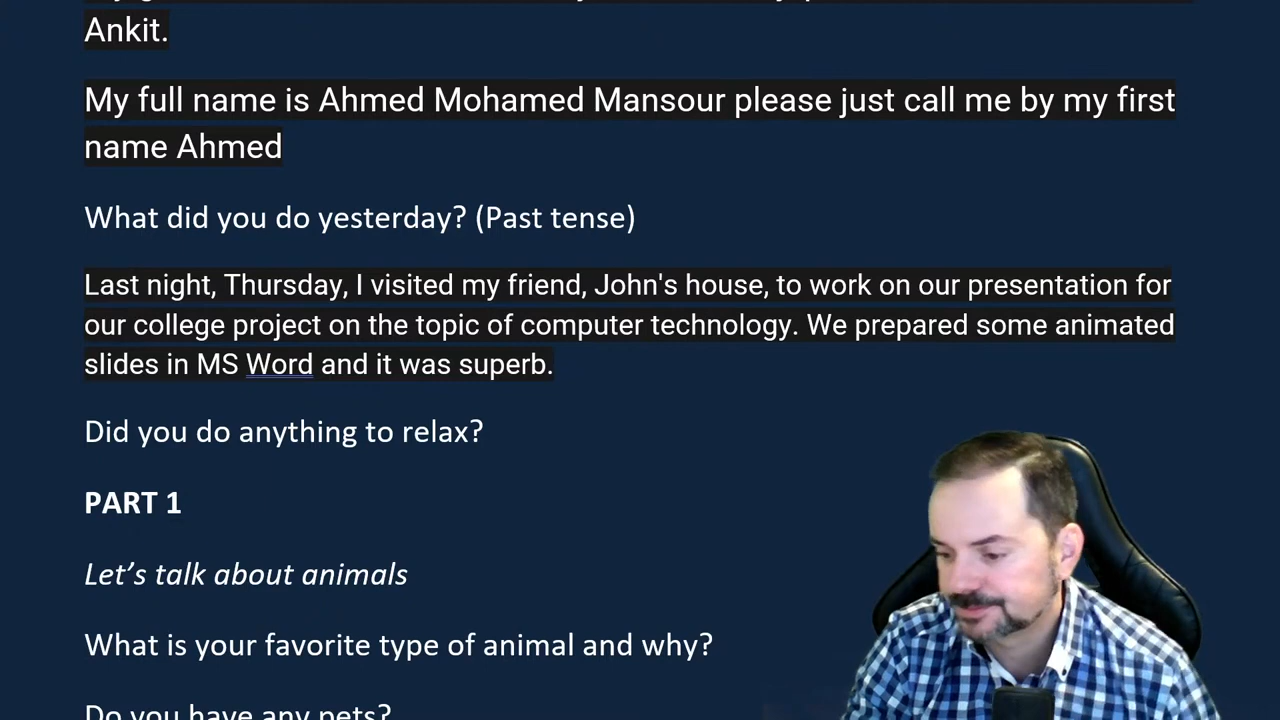 Ankit.
My full name is Ahmed Mohamed Mansour please just call me by my first
name Ahmed
What did you do yesterday? (Past tense)
Last night, Thursday, I visited my friend, John's house, to work on our presentation for
our college project on the topic of computer technology. We prepared some animated
slides in MS Word and it was superb.
Did you do anything to relax?
PART 1
Let’s talk about animals
What is your favorite type of animal and why?
Do you have any pets?